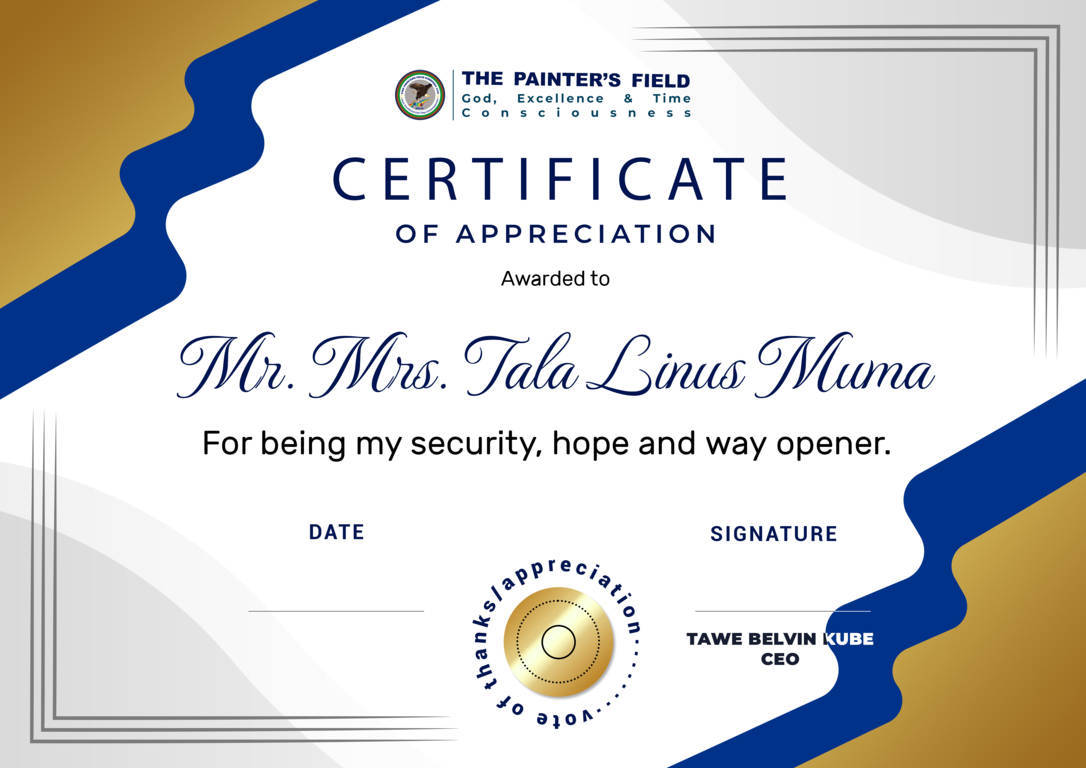 THE PAINTER'S FIELD
God, Excellence & Time
Consciousness
CERTIFICATE
OF APPRECIATION
Awarded to
Mr. Mrs. Tala Linus Muma
For being my security, hope and way opener.
DATE
SIGNATURE
vote of thanks/appreciation..........
TAWE BELVIN KUBE
CEO